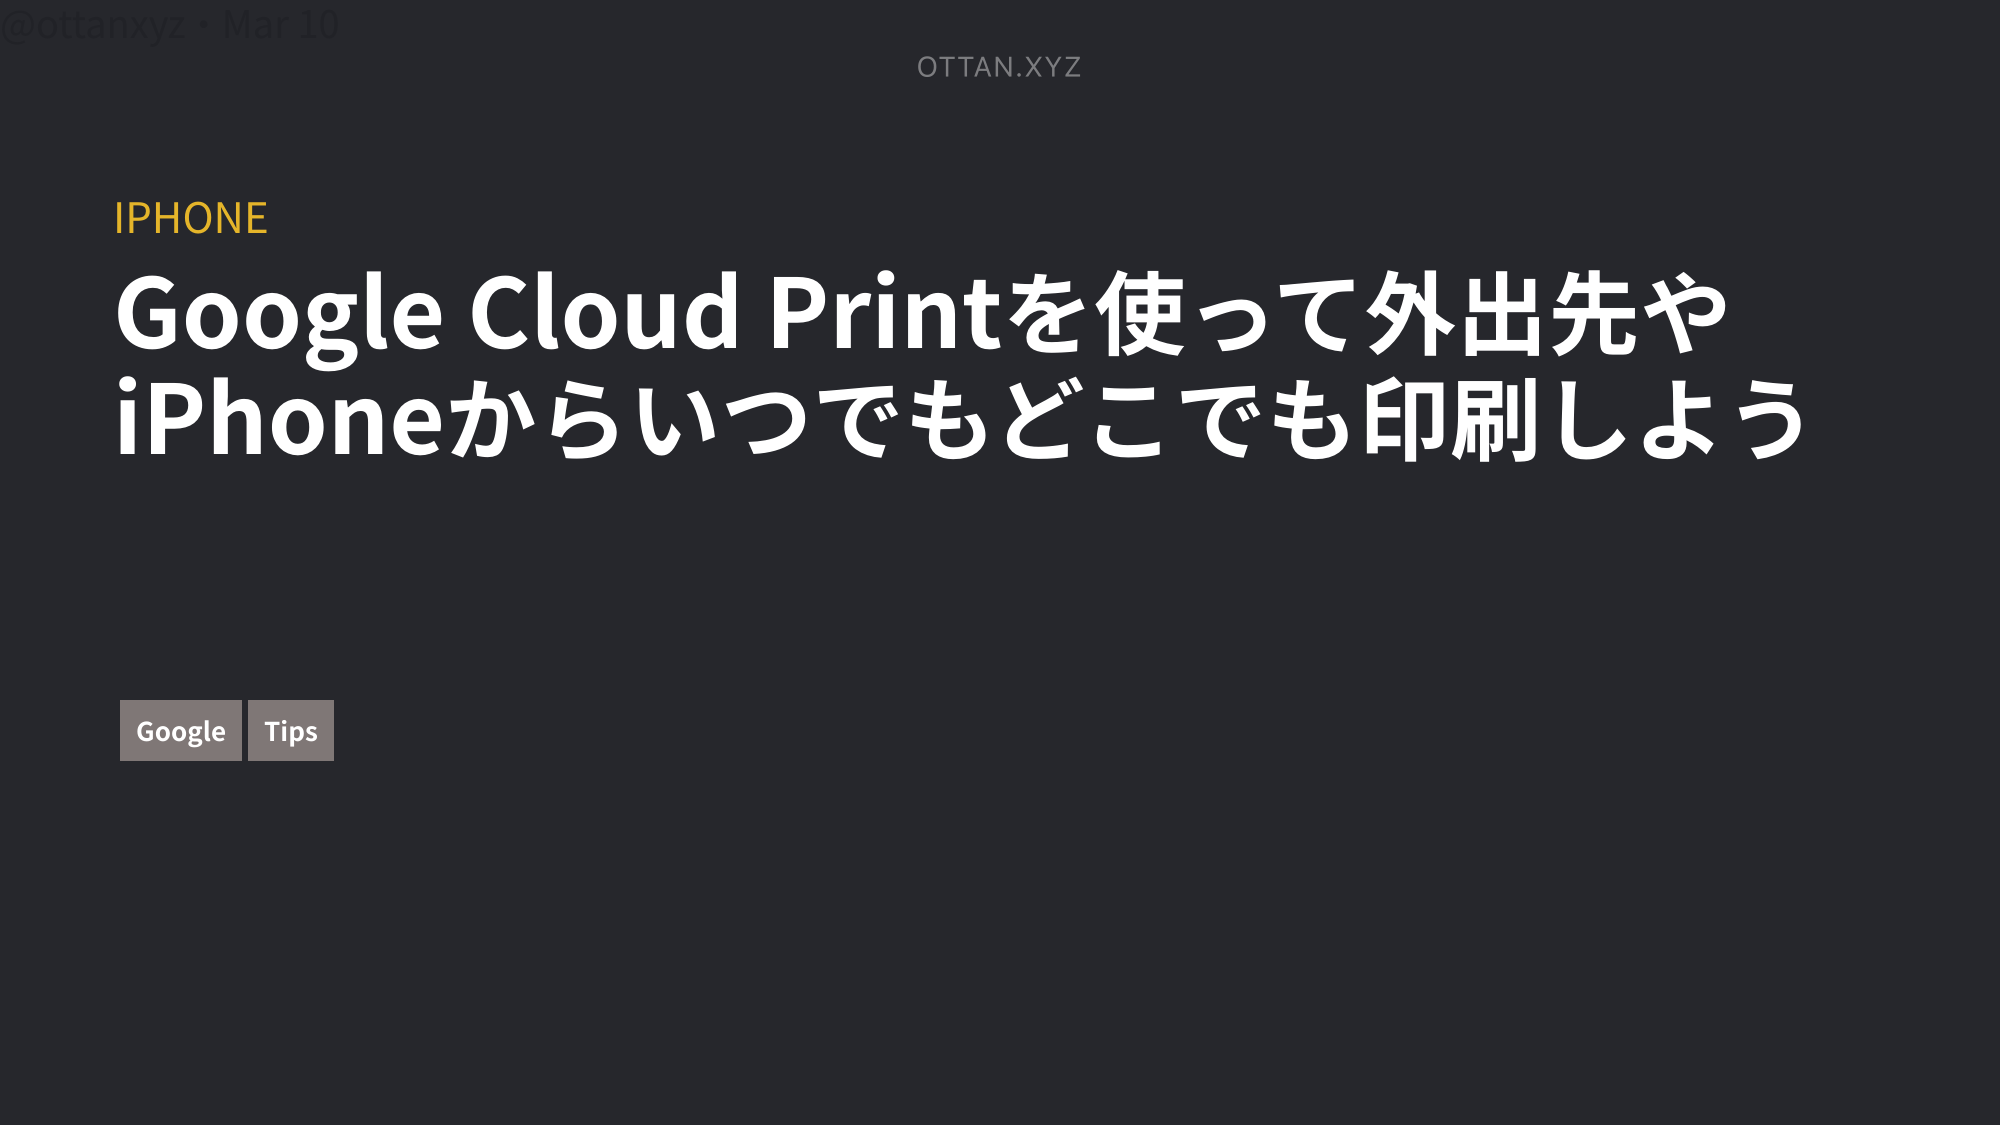 @ottanxyz・Mar 10
OTTAN.XYZ
IPHONE
Google Cloud Printを使って外出先や
iPhoneからいつでもどこでも印刷しよう
Google Tips